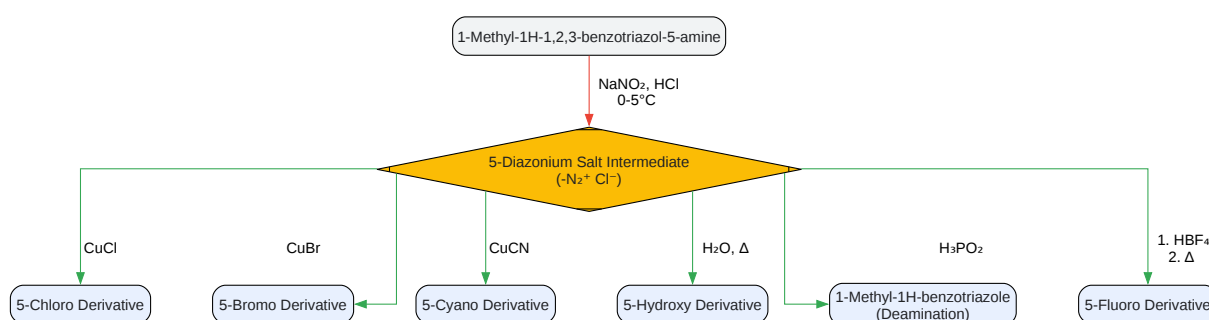 1-Methyl-1H-1,2,3-benzotriazol-5-amine
NaNO₂, HCl
0-5°C
5-Diazonium Salt Intermediate
(-N₂⁺ Cl⁻)
CuCl
CuBr
CuCN
H₂O, Δ
H₃PO₂
1. HBF₄
2. Δ
5-Chloro Derivative
5-Bromo Derivative
5-Cyano Derivative
5-Hydroxy Derivative
1-Methyl-1H-benzotriazole
(Deamination)
5-Fluoro Derivative